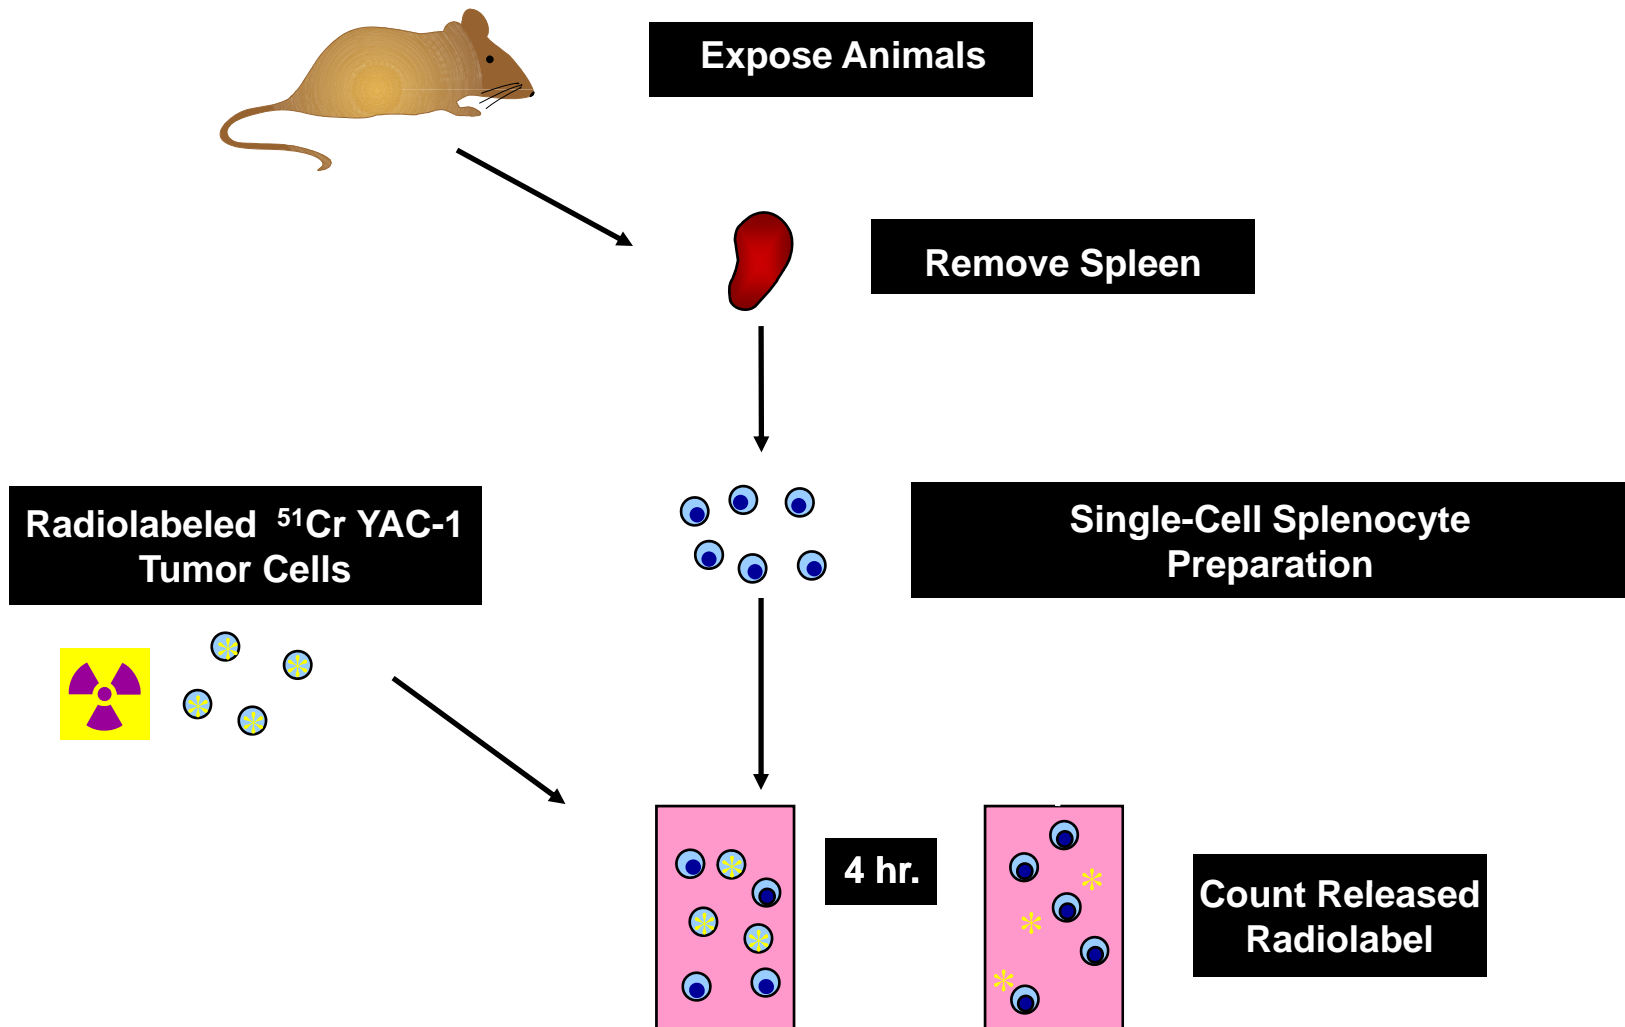 Expose Animals
Remove Spleen
Radiolabeled ⁵¹Cr YAC-1
Tumor Cells
Single-Cell Splenocyte
Preparation
4 hr.
Count Released
Radiolabel